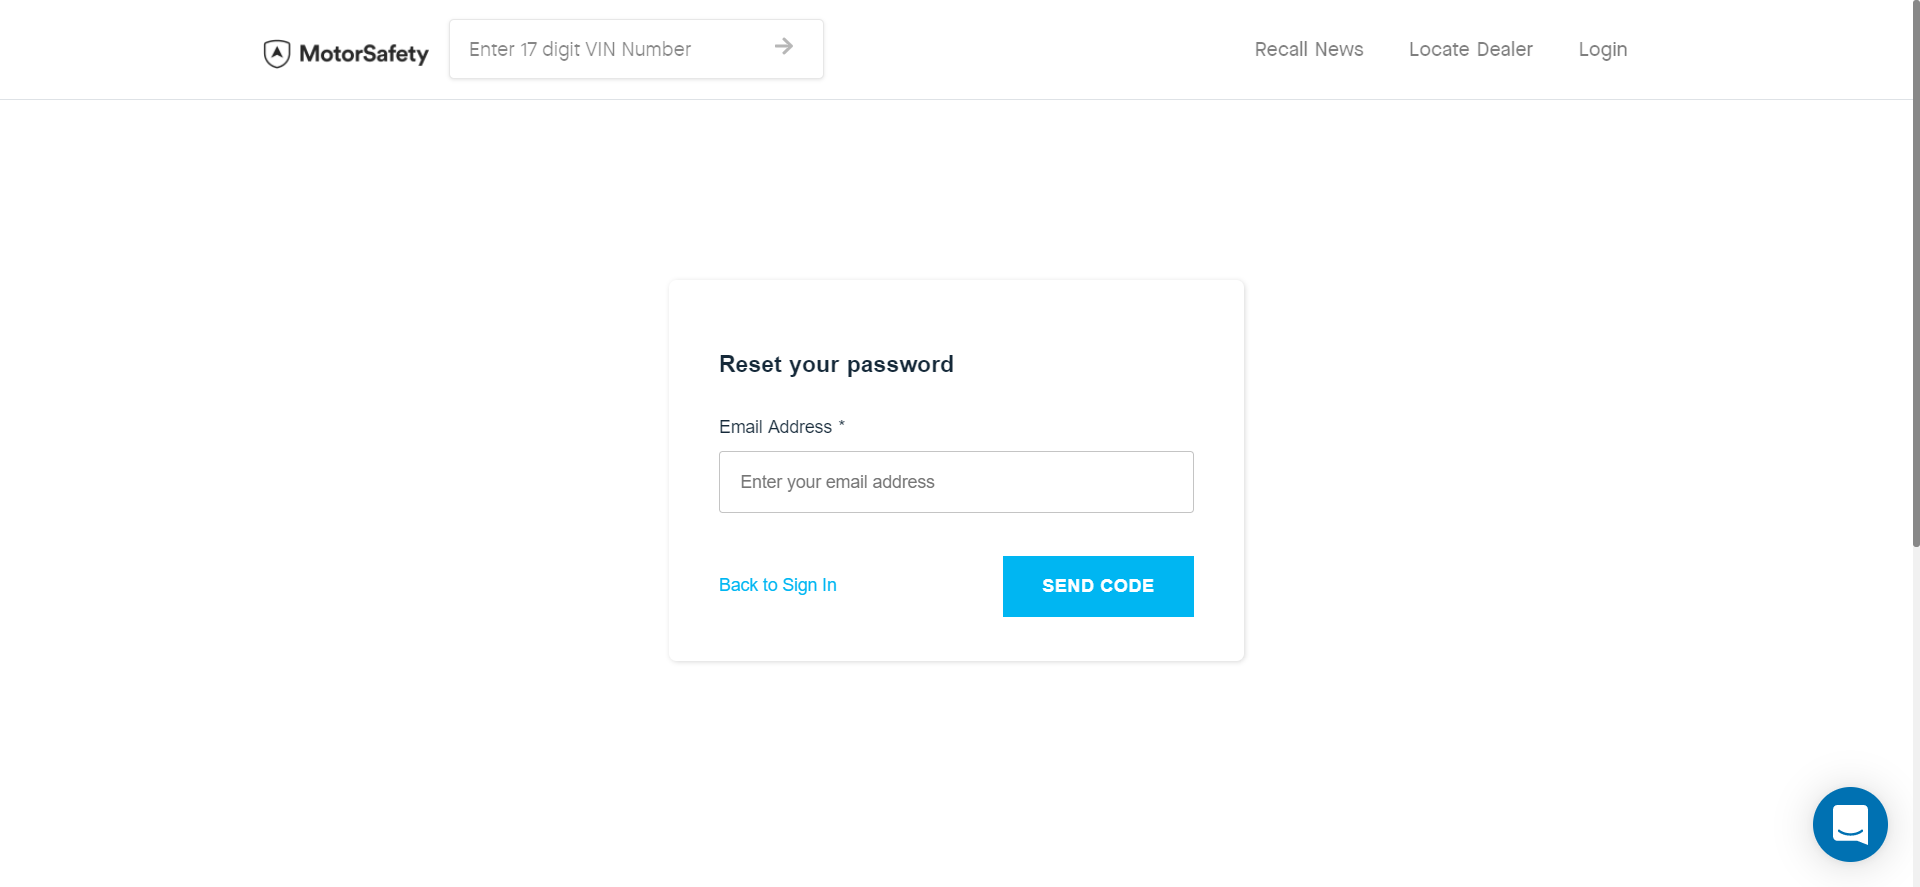 MotorSafety
Enter 17 digit VIN Number
Recall News
Locate Dealer
Login
Reset your password
Email Address *
Enter your email address
Back to Sign In
SEND CODE